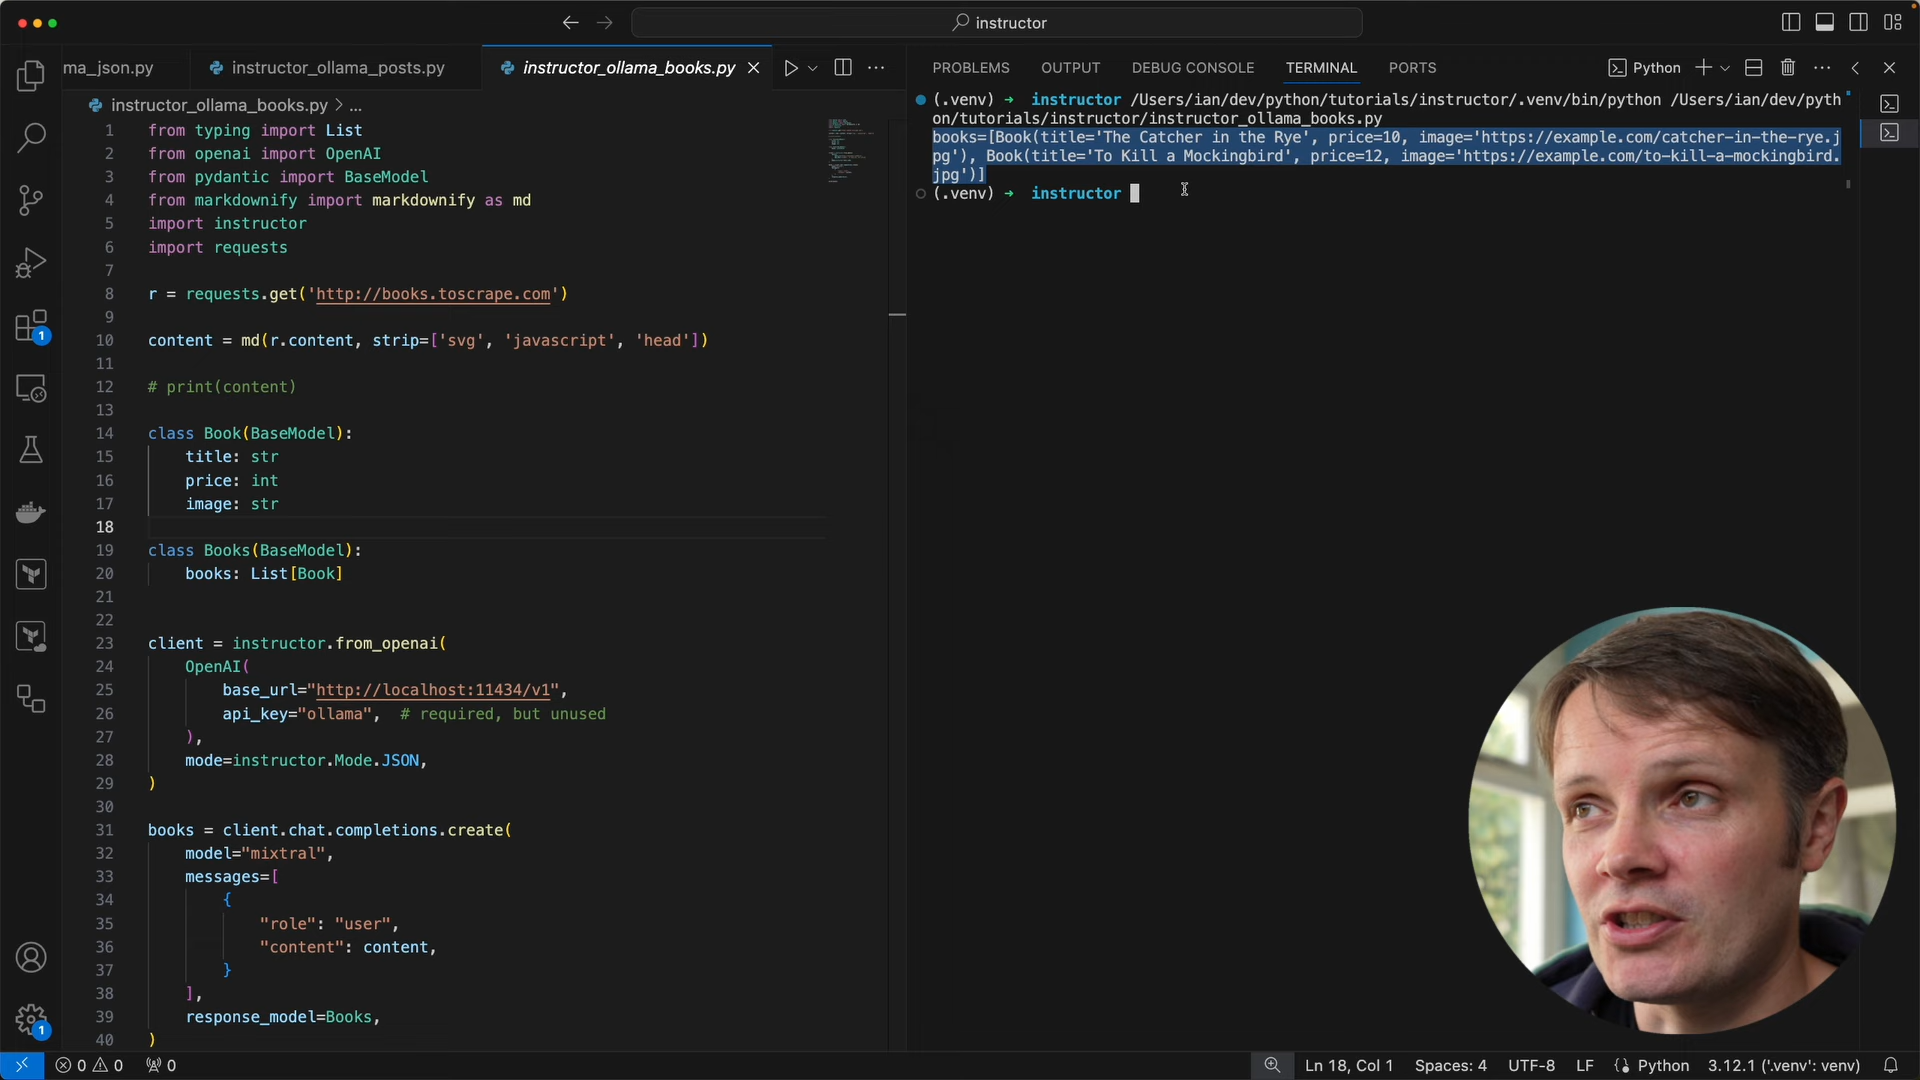 instructor
ma_json.py
instructor_ollama_posts.py
instructor_ollama_books.py
PROBLEMS
OUTPUT
DEBUG CONSOLE
TERMINAL
PORTS
Python
instructor_ollama_books.py > ...
1 from typing import List
2 from openai import OpenAI
3 from pydantic import BaseModel
4 from markdownify import markdownify as md
5 import instructor
6 import requests
7
8 r = requests.get('http://books.toscrape.com')
9
10 content = md(r.content, strip=['svg', 'javascript', 'head'])
11
12 # print(content)
13
14 class Book(BaseModel):
15 title: str
16 price: int
17 image: str
18
19 class Books(BaseModel):
20 books: List[Book]
21
22
23 client = instructor.from_openai(
24 OpenAI(
25 base_url="http://localhost:11434/v1",
26 api_key="ollama", # required, but unused
27 ),
28 mode=instructor.Mode.JSON,
29 )
30
31 books = client.chat.completions.create(
32 model="mixtral",
33 messages=[
34 {
35 "role": "user",
36 "content": content,
37 }
38 ],
39 response_model=Books,
40 )
(.venv) → instructor /Users/ian/dev/python/tutorials/instructor/.venv/bin/python /Users/ian/dev/pyth
on/tutorials/instructor/instructor_ollama_books.py
books=[Book(title='The Catcher in the Rye', price=10, image='https://example.com/catcher-in-the-rye.j
pg'), Book(title='To Kill a Mockingbird', price=12, image='https://example.com/to-kill-a-mockingbird.
jpg')]
(.venv) → instructor
1
1
0 0 0
Ln 18, Col 1
Spaces: 4
UTF-8
LF
Python
3.12.1 ('.venv': venv)